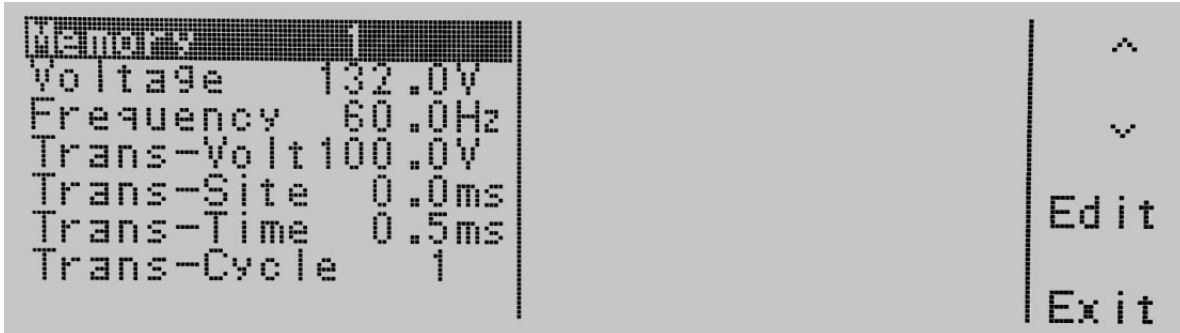 Memory 1
Voltage 132.0V
Frequency 60.0Hz
Trans-Volt100.0V
Trans-Site 0.0ms
Trans-Time 0.5ms
Trans-Cycle 1
^
⌄
Edit
Exit